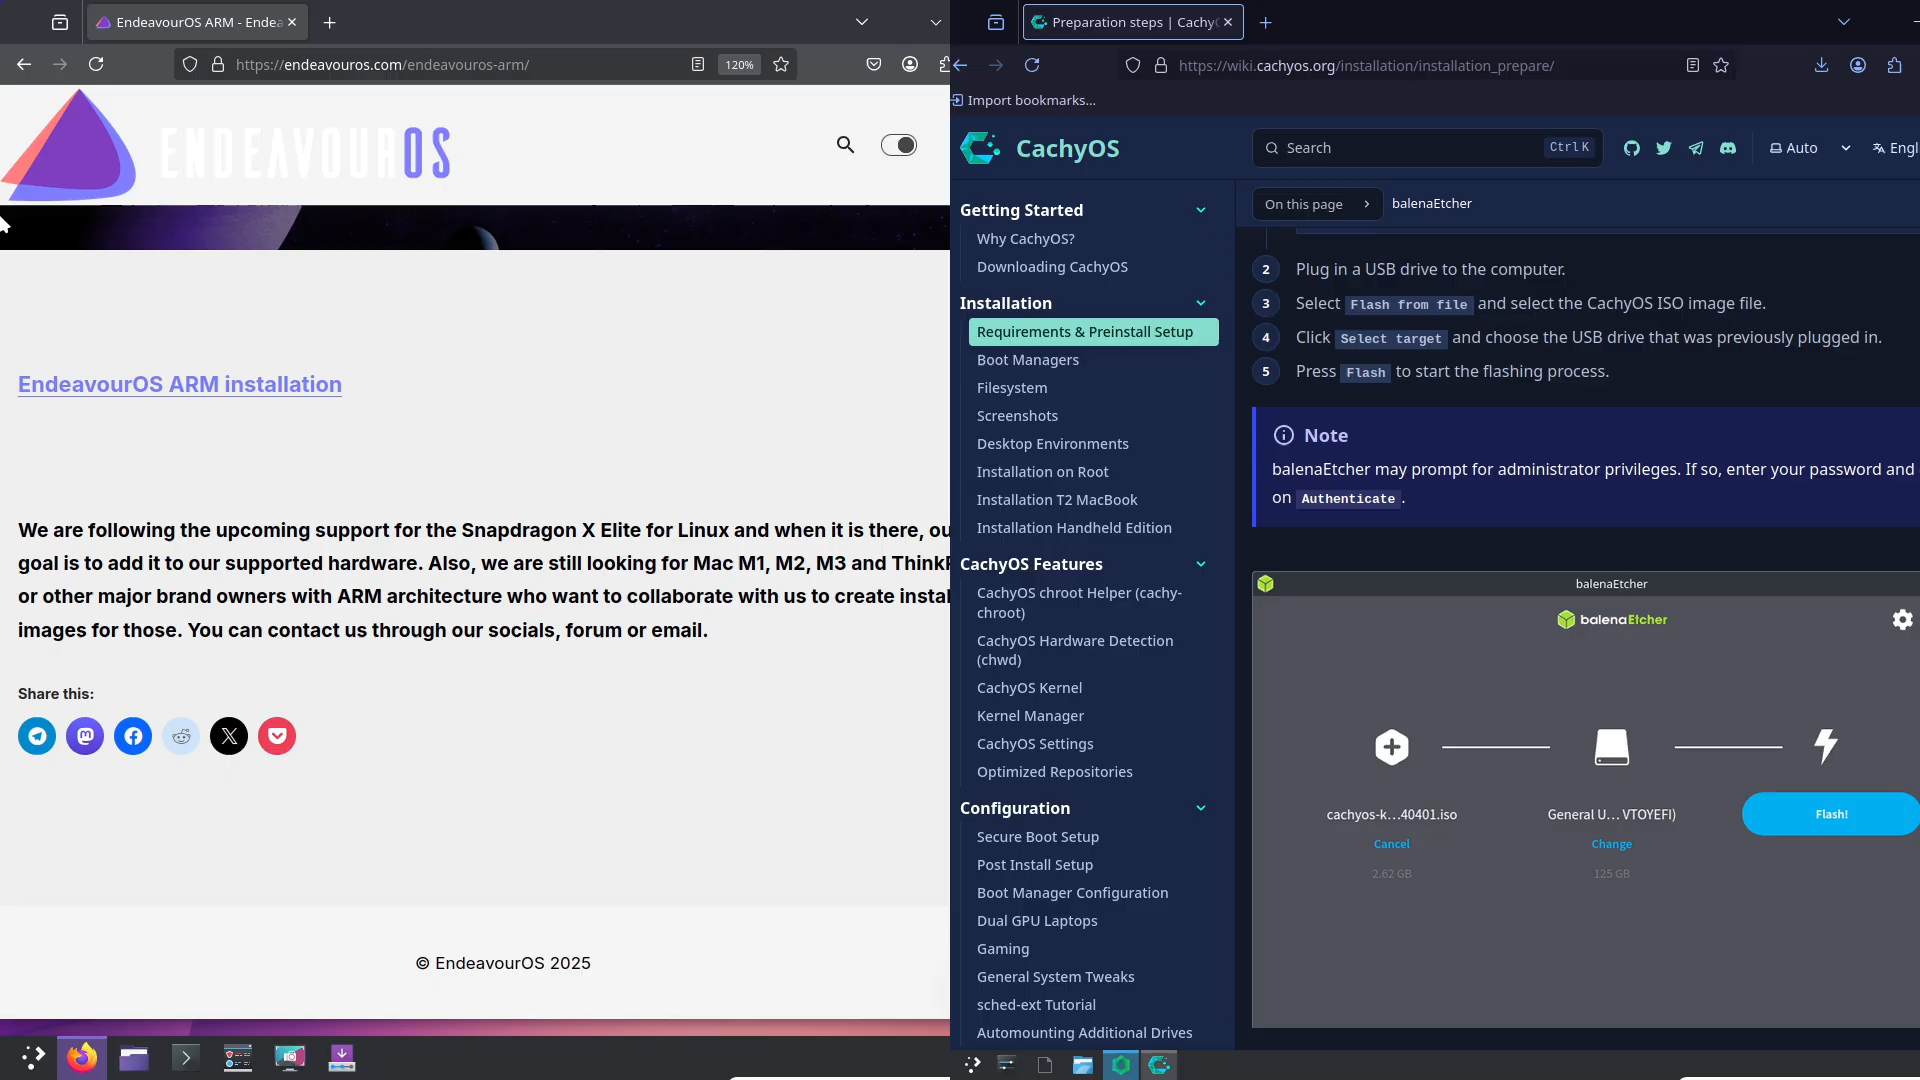 EndeavourOS ARM - Endea
https://endeavouros.com/endeavouros-arm/
120%
ENDEAVOUROS
EndeavourOS ARM installation
We are following the upcoming support for the Snapdragon X Elite for Linux and when it is there, ou
goal is to add it to our supported hardware. Also, we are still looking for Mac M1, M2, M3 and ThinkP
or other major brand owners with ARM architecture who want to collaborate with us to create instal
images for those. You can contact us through our socials, forum or email.
Share this:
© EndeavourOS 2025
Preparation steps | CachyO
https://wiki.cachyos.org/installation/installation_prepare/
Import bookmarks...
CachyOS
Search
Ctrl K
Auto
Engl
Getting Started
Why CachyOS?
Downloading CachyOS
Installation
Requirements & Preinstall Setup
Boot Managers
Filesystem
Screenshots
Desktop Environments
Installation on Root
Installation T2 MacBook
Installation Handheld Edition
CachyOS Features
CachyOS chroot Helper (cachy-
chroot)
CachyOS Hardware Detection
(chwd)
CachyOS Kernel
Kernel Manager
CachyOS Settings
Optimized Repositories
Configuration
Secure Boot Setup
Post Install Setup
Boot Manager Configuration
Dual GPU Laptops
Gaming
General System Tweaks
sched-ext Tutorial
Automounting Additional Drives
On this page
balenaEtcher
2 Plug in a USB drive to the computer.
3 Select Flash from file and select the CachyOS ISO image file.
4 Click Select target and choose the USB drive that was previously plugged in.
5 Press Flash to start the flashing process.
Note
balenaEtcher may prompt for administrator privileges. If so, enter your password and
on Authenticate.
balenaEtcher
balenaEtcher
cachyos-k...40401.iso
Cancel
2.62 GB
General U... VTOYEFI)
Change
125 GB
Flash!